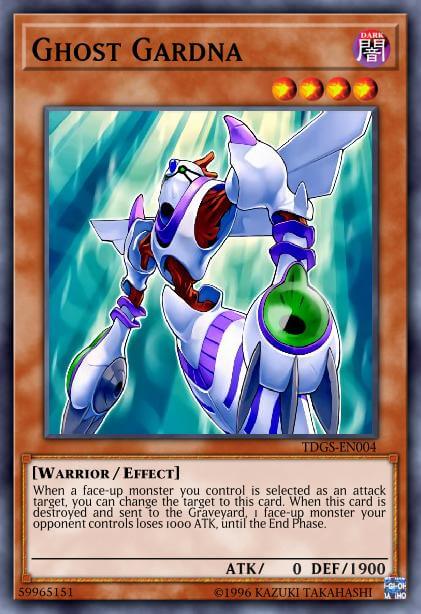 Ghost Gardna
DARK
闇
TDGS-EN004
[Warrior / Effect]
When a face-up monster you control is selected as an attack
target, you can change the target to this card. When this card is
destroyed and sent to the Graveyard, 1 face-up monster your
opponent controls loses 1000 ATK, until the End Phase.
ATK/ 0 DEF/1900
59965151
©1996 KAZUKI TAKAHASHI